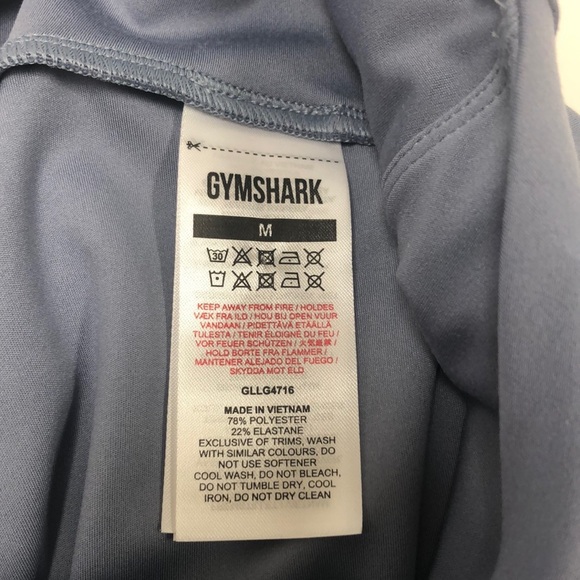 GYMSHARK
M
30
KEEP AWAY FROM FIRE / HOLDES
VÆK FRA ILD / HOU BIJ OPEN VUUR
VANDAAN / PIDETTÄVÄ ETÄÄLLÄ
TULESTA / TENIR ÉLOIGNÉ DU FEU /
VOR FEUER SCHÜTZEN / 火気厳禁 /
HOLD BORTE FRA FLAMMER /
MANTENER ALEJADO DEL FUEGO /
SKYDDA MOT ELD
GLLG4716
MADE IN VIETNAM
78% POLYESTER
22% ELASTANE
EXCLUSIVE OF TRIMS, WASH
WITH SIMILAR COLOURS, DO
NOT USE SOFTENER
COOL WASH, DO NOT BLEACH,
DO NOT TUMBLE DRY, COOL
IRON, DO NOT DRY CLEAN